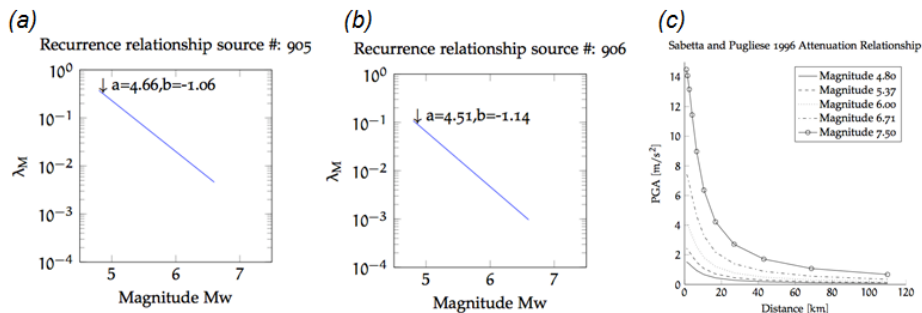 (a)
Recurrence relationship source #: 905
10⁰
10⁻¹
10⁻²
10⁻³
10⁻⁴
λM
↓ a=4.66,b=-1.06
5 6 7
Magnitude Mw
(b)
Recurrence relationship source #: 906
10⁰
10⁻¹
10⁻²
10⁻³
10⁻⁴
λM
↓ a=4.51,b=-1.14
5 6 7
Magnitude Mw
(c)
Sabetta and Pugliese 1996 Attenuation Relationship
14
12
10
8
6
4
2
0
PGA [m/s²]
Magnitude 4.80
Magnitude 5.37
Magnitude 6.00
Magnitude 6.71
Magnitude 7.50
0 20 40 60 80 100 120
Distance [km]